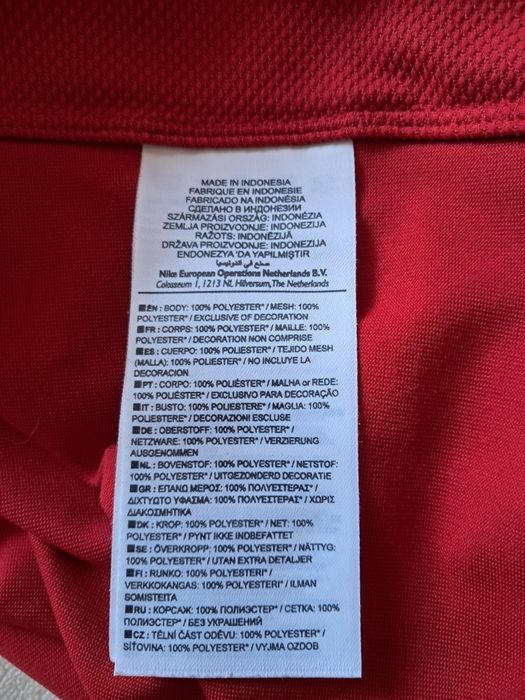 MADE IN INDONESIA
FABRIQUE EN INDONESIE
FABRICADO NA INDONÉSIA
СДЕЛАНО В ИНДОНЕЗИИ
SZÁRMAZÁSI ORSZÁG: INDONÉZIA
ZEMLJA PROIZVODNJE: INDONEZIJA
RAŽOTS: INDONĒZIJĀ
DRŽAVA PROIZVODNJE: INDONEZIJA
ENDONEZYA'DA YAPILMIŞTIR
صنع في اندونيسيا
Nike European Operations Netherlands B.V.
Colosseum 1, 1213 NL Hilversum, The Netherlands
■EN : BODY: 100% POLYESTER* / MESH: 100%
POLYESTER* / EXCLUSIVE OF DECORATION
■FR : CORPS: 100% POLYESTER* / MAILLE: 100%
POLYESTER* / DECORATION NON COMPRISE
■ES : CUERPO: 100% POLIESTER* / TEJIDO MESH
(MALLA): 100% POLIESTER* / NO INCLUYE LA
DECORACION
■PT : CORPO: 100% POLIÉSTER* / MALHA or REDE:
100% POLIÉSTER* / EXCLUSIVO PARA DECORAÇÃO
■IT : BUSTO: 100% POLIESTERE* / MAGLIA: 100%
POLIESTERE* / DECORAZIONI ESCLUSE
■DE : OBERSTOFF: 100% POLYESTER* /
NETZWARE: 100% POLYESTER* / VERZIERUNG
AUSGENOMMEN
■NL : BOVENSTOF: 100% POLYESTER* / NETSTOF:
100% POLYESTER* / UITGEZONDERD DECORATIE
■GR : ΕΠΑΝΩ ΜΕΡΟΣ: 100% ΠΟΛΥΕΣΤΕΡΑΣ* /
ΔΙΧΤΥΩΤΟ ΥΦΑΣΜΑ: 100% ΠΟΛΥΕΣΤΕΡΑΣ* / ΧΩΡΙΣ
ΔΙΑΚΟΣΜΗΤΙΚΑ
■DK : KROP: 100% POLYESTER* / NET: 100%
POLYESTER* / PYNT IKKE INDBEFATTET
■SE : ÖVERKROPP: 100% POLYESTER* / NÄTTYG:
100% POLYESTER* / UTAN EXTRA DETALJER
■FI : RUNKO: 100% POLYESTERI* /
VERKKOKANGAS: 100% POLYESTERI* / ILMAN
SOMISTEITA
■RU : КОРСАЖ: 100% ПОЛИЭСТЕР* / СЕТКА: 100%
ПОЛИЭСТЕР* / БЕЗ УКРАШЕНИЙ
■CZ : TĚLNÍ ČÁST ODĚVU: 100% POLYESTER* /
SÍŤOVINA: 100% POLYESTER* / VYJMA OZDOB